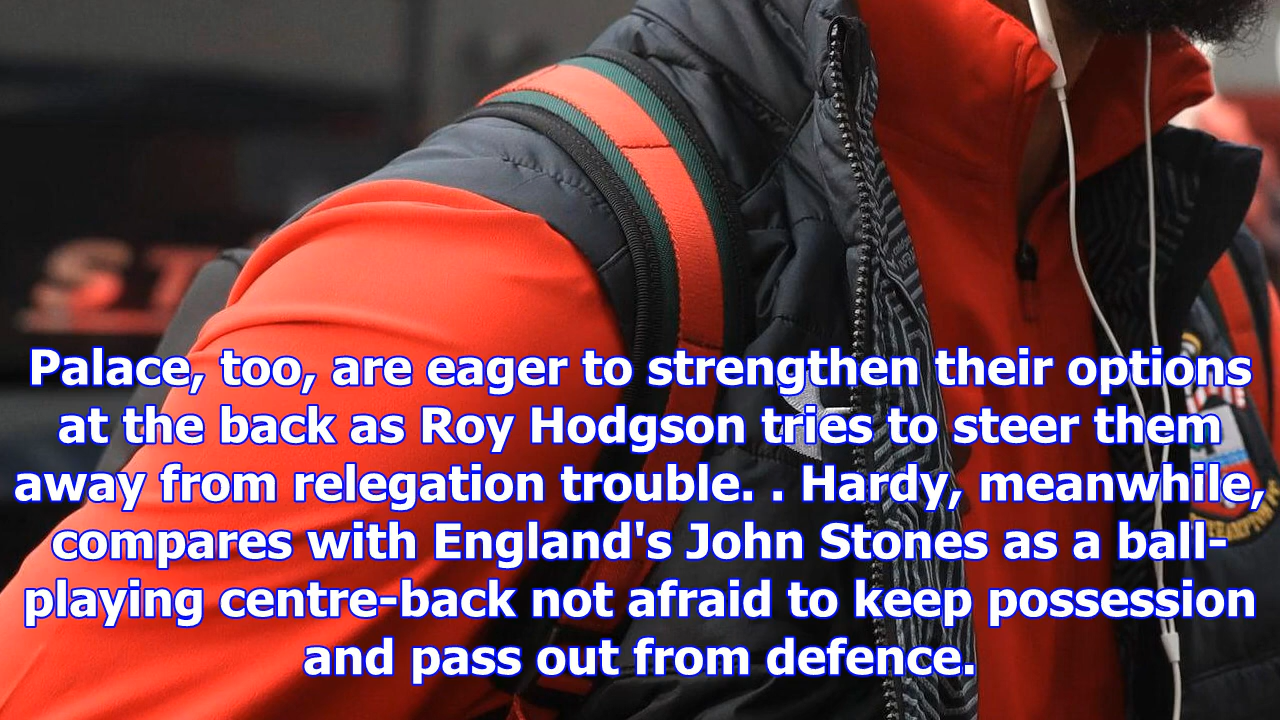 Palace, too, are eager to strengthen their options
at the back as Roy Hodgson tries to steer them
away from relegation trouble. . Hardy, meanwhile,
compares with England's John Stones as a ball-
playing centre-back not afraid to keep possession
and pass out from defence.